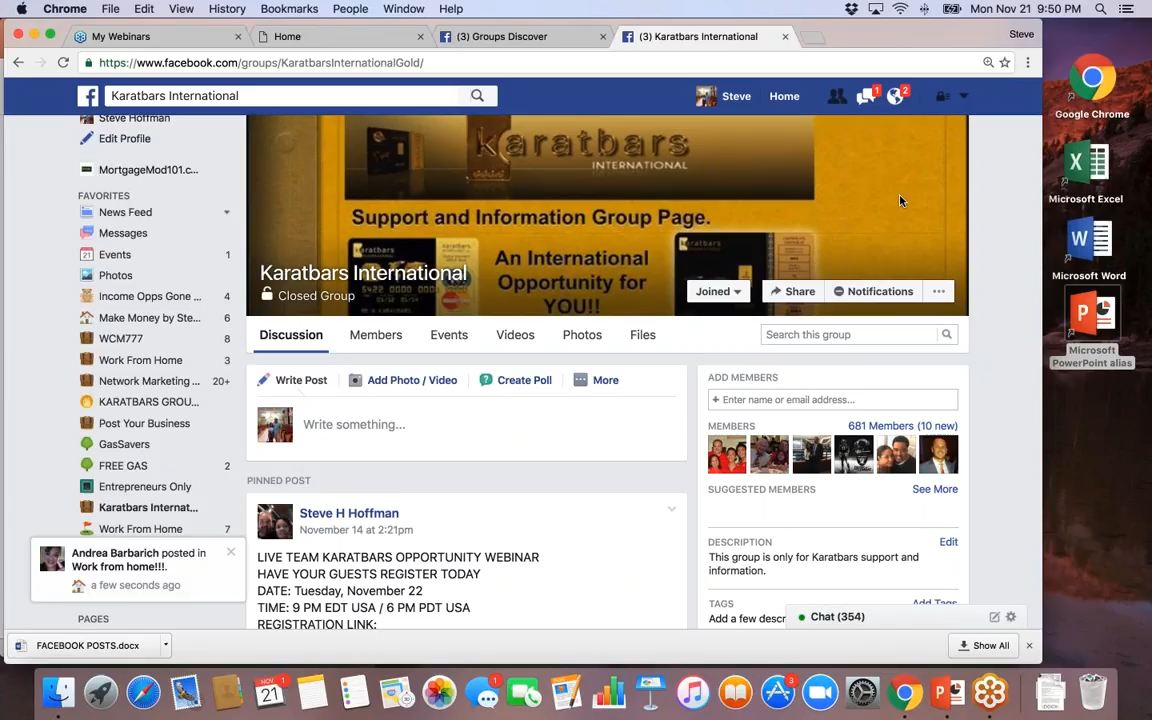 Chrome File Edit View History Bookmarks People Window Help Mon Nov 21 9:50 PM
My Webinars Home (3) Groups Discover (3) Karatbars International Steve
https://www.facebook.com/groups/KaratbarsInternationalGold/
Karatbars International Steve Home 1 2
Steve Hoffman
Edit Profile
MortgageMod101.c...
FAVORITES
News Feed
Messages
Events 1
Photos
Income Opps Gone ... 4
Make Money by Ste... 6
WCM777 8
Work From Home 3
Network Marketing ... 20+
KARATBARS GROU...
Post Your Business
GasSavers
FREE GAS 2
Entrepreneurs Only
Karatbars Internat...
Work From Home 7
PAGES
karatbars
INTERNATIONAL
Support and Information Group Page.
karatbars
An International
Opportunity for
YOU!!
karatbars
Karatbars International
Closed Group
Joined Share Notifications
Discussion Members Events Videos Photos Files Search this group
Write Post Add Photo / Video Create Poll More
Write something...
PINNED POST
Steve H Hoffman
November 14 at 2:21pm
LIVE TEAM KARATBARS OPPORTUNITY WEBINAR
HAVE YOUR GUESTS REGISTER TODAY
DATE: Tuesday, November 22
TIME: 9 PM EDT USA / 6 PM PDT USA
REGISTRATION LINK:
ADD MEMBERS
+ Enter name or email address...
MEMBERS 681 Members (10 new)
SUGGESTED MEMBERS See More
DESCRIPTION Edit
This group is only for Karatbars support and
information.
TAGS Add Tags
Add a few descr
Chat (354)
Andrea Barbarich posted in
Work from home!!!.
a few seconds ago
FACEBOOK POSTS.docx Show All
Google Chrome
Microsoft Excel
Microsoft Word
Microsoft
PowerPoint alias
NOV 1
21
1
3